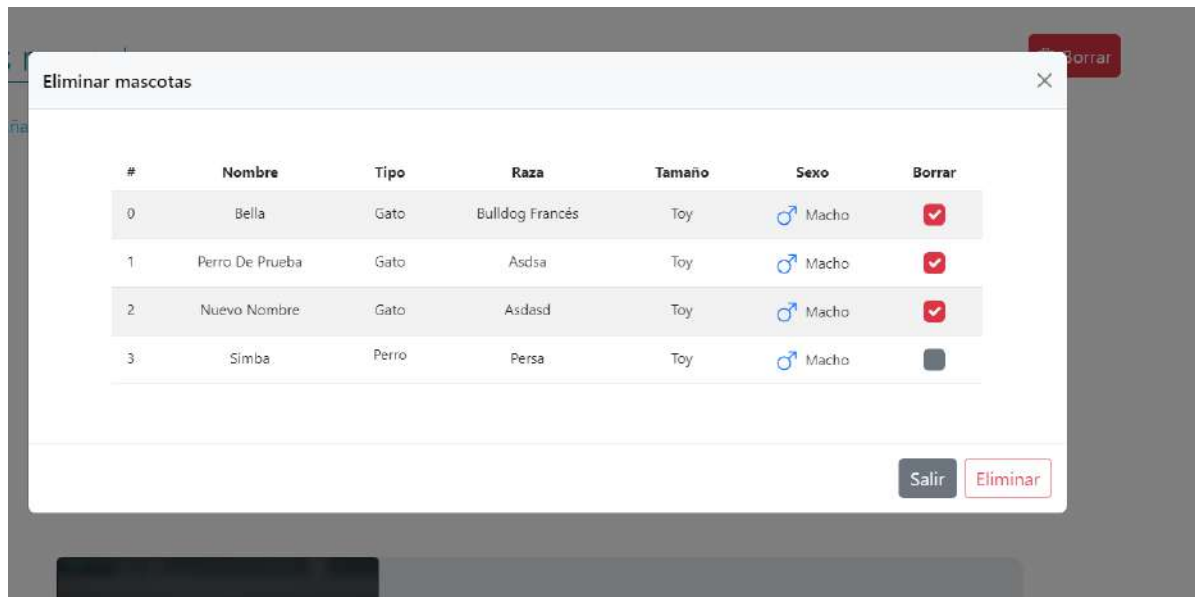 Borrar
Eliminar mascotas
# Nombre Tipo Raza Tamaño Sexo Borrar
0 Bella Gato Bulldog Francés Toy Macho
1 Perro De Prueba Gato Asdsa Toy Macho
2 Nuevo Nombre Gato Asdasd Toy Macho
3 Simba Perro Persa Toy Macho
Salir Eliminar